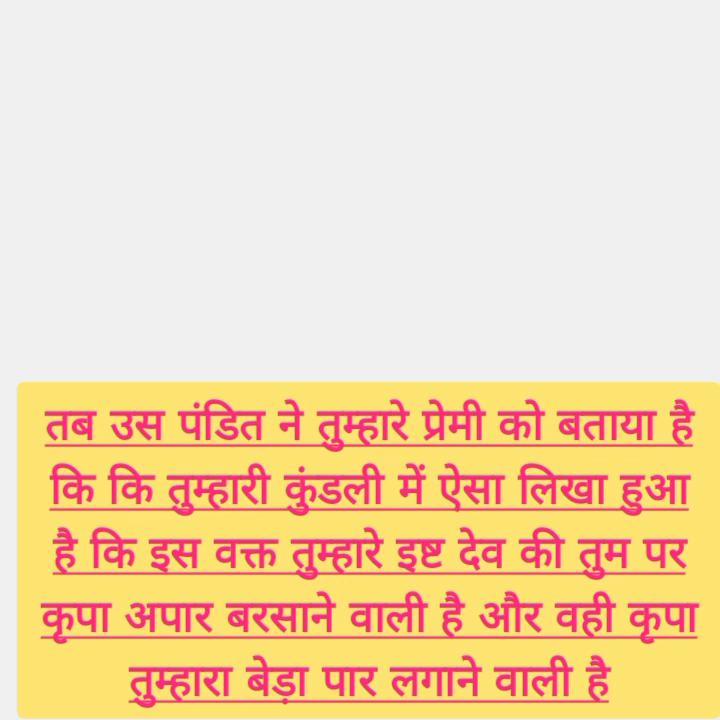 तब उस पंडित ने तुम्हारे प्रेमी को बताया है
कि कि तुम्हारी कुंडली में ऐसा लिखा हुआ
है कि इस वक्त तुम्हारे इष्ट देव की तुम पर
कृपा अपार बरसाने वाली है और वही कृपा
तुम्हारा बेड़ा पार लगाने वाली है